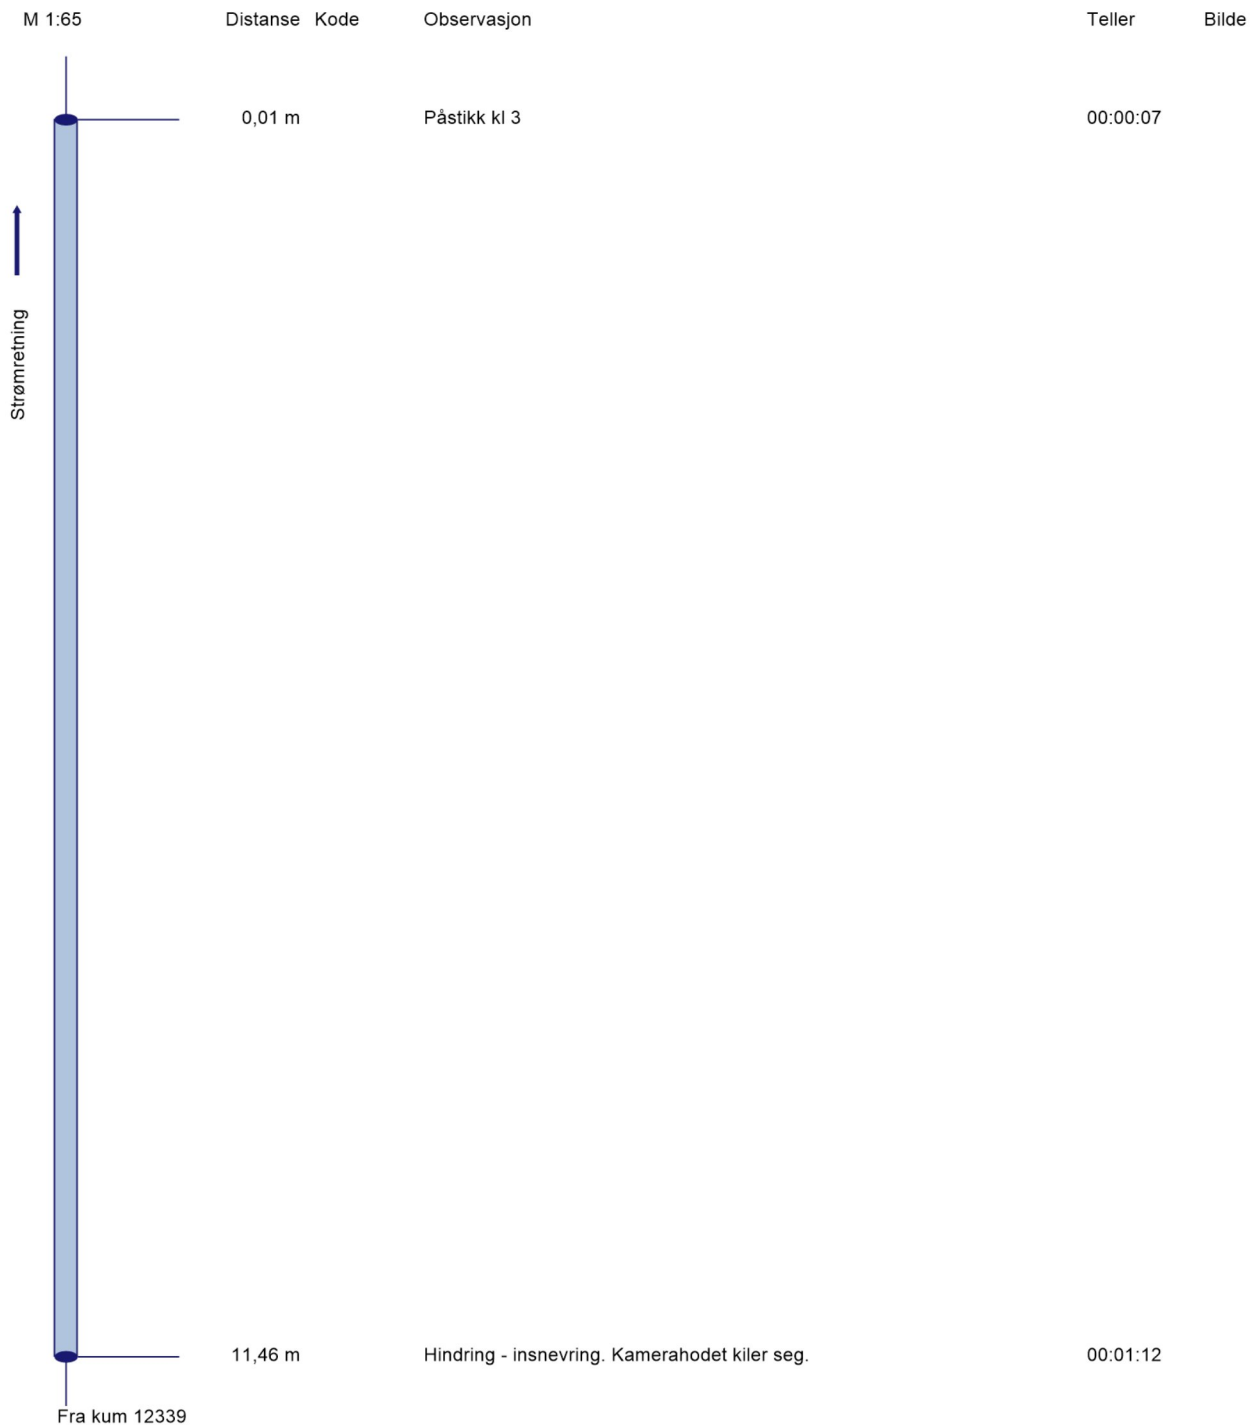 M 1:65 Distanse Kode Observasjon Teller Bilde
0,01 m Påstikk kl 3 00:00:07
Strømretning
11,46 m Hindring - insnevring. Kamerahodet kiler seg. 00:01:12
Fra kum 12339